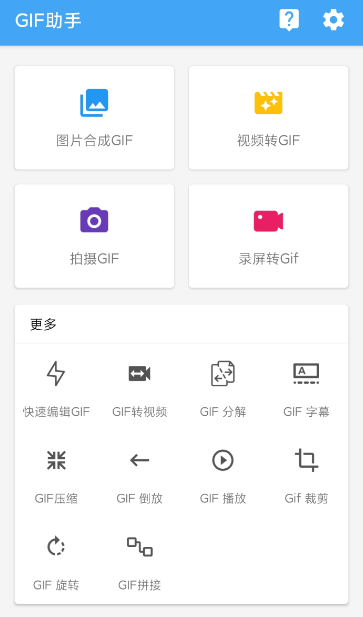 GIF助手
图片合成GIF
视频转GIF
拍摄GIF
录屏转Gif
更多
快速编辑GIF
GIF转视频
GIF 分解
GIF 字幕
GIF压缩
GIF 倒放
GIF 播放
Gif 裁剪
GIF 旋转
GIF拼接